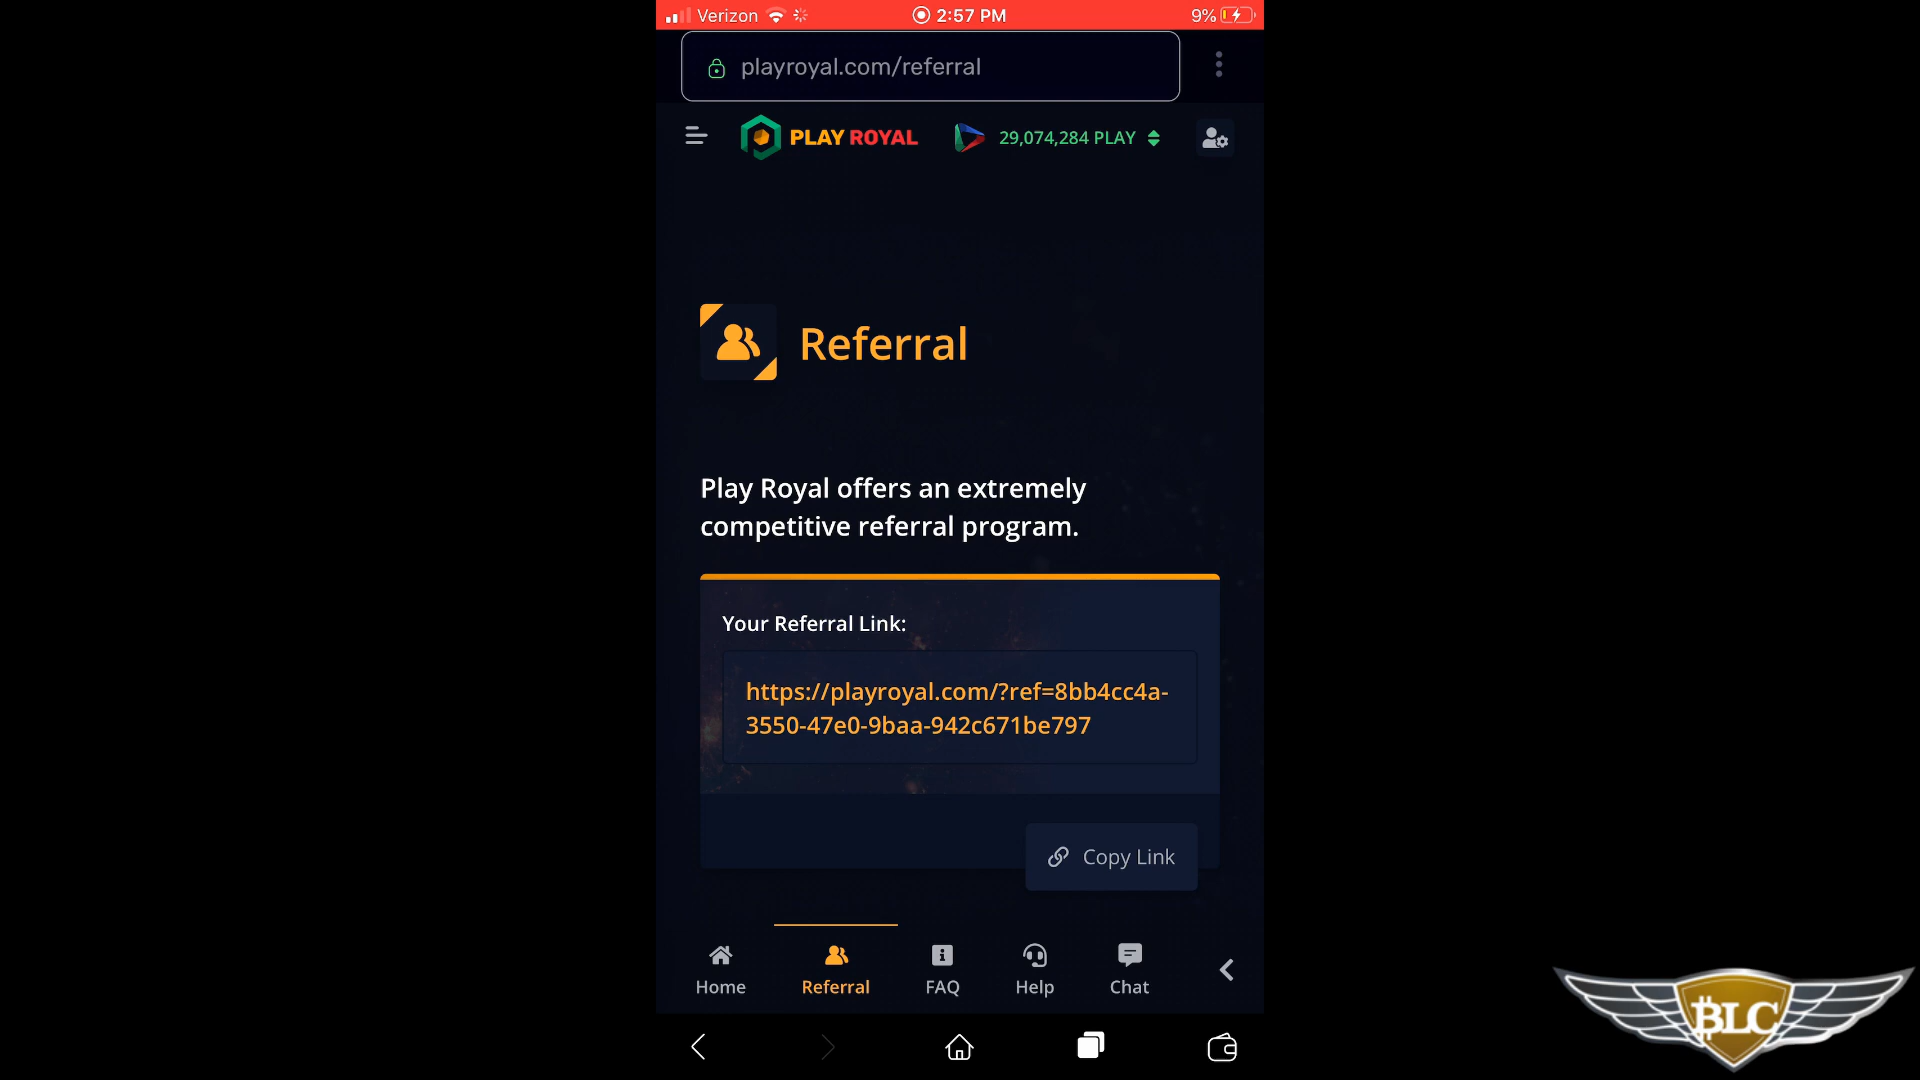 Verizon 2:57 PM 9%
playroyal.com/referral
PLAY ROYAL 29,074,284 PLAY
Referral
Play Royal offers an extremely
competitive referral program.
Your Referral Link:
https://playroyal.com/?ref=8bb4cc4a-
3550-47e0-9baa-942c671be797
Copy Link
Home Referral FAQ Help Chat
BLC